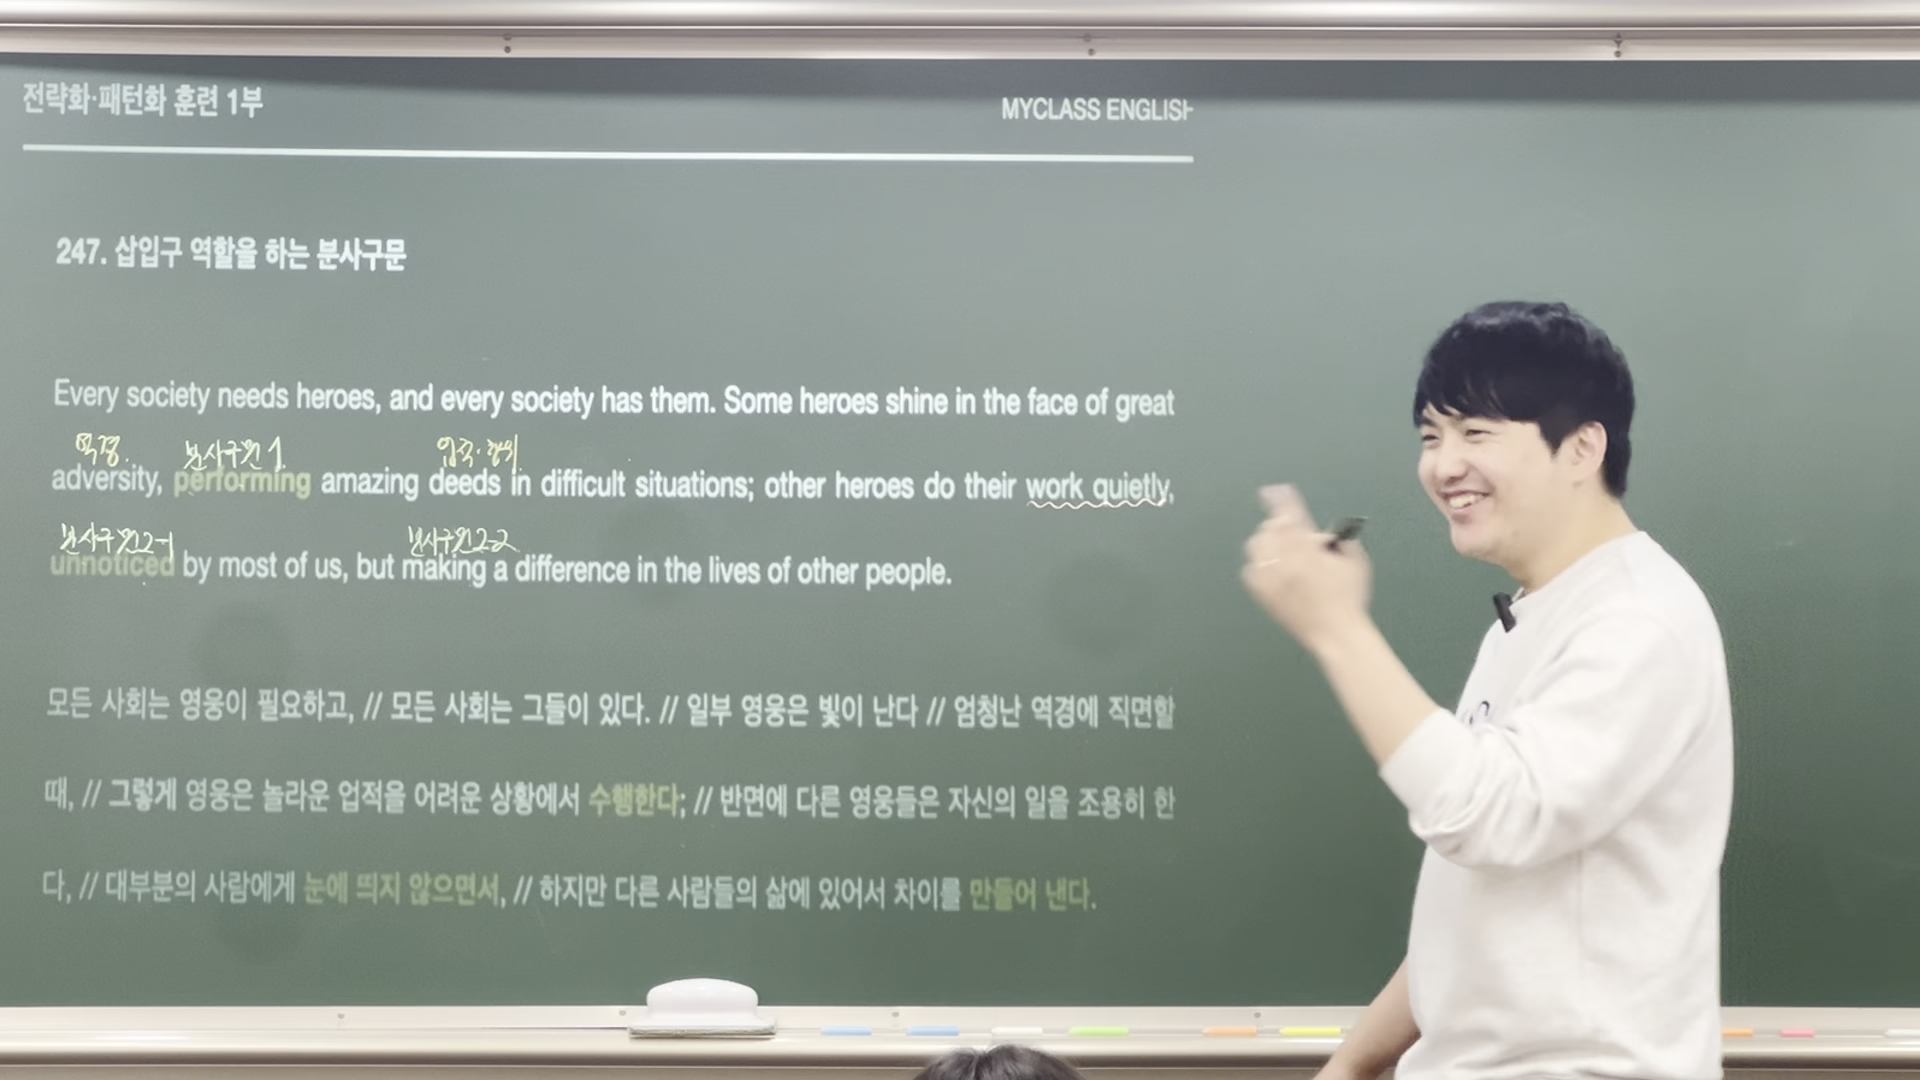 전략화·패턴화 훈련 1부
MYCLASS ENGLISH
247. 삽입구 역할을 하는 분사구문
Every society needs heroes, and every society has them. Some heroes shine in the face of great
역경. 분사구문 1. 업적·행위
adversity, performing amazing deeds in difficult situations; other heroes do their work quietly,
분사구문2-1 분사구문2-2
unnoticed by most of us, but making a difference in the lives of other people.
모든 사회는 영웅이 필요하고, // 모든 사회는 그들이 있다. // 일부 영웅은 빛이 난다 // 엄청난 역경에 직면할
때, // 그렇게 영웅은 놀라운 업적을 어려운 상황에서 수행한다; // 반면에 다른 영웅들은 자신의 일을 조용히 한
다, // 대부분의 사람에게 눈에 띄지 않으면서, // 하지만 다른 사람들의 삶에 있어서 차이를 만들어 낸다.